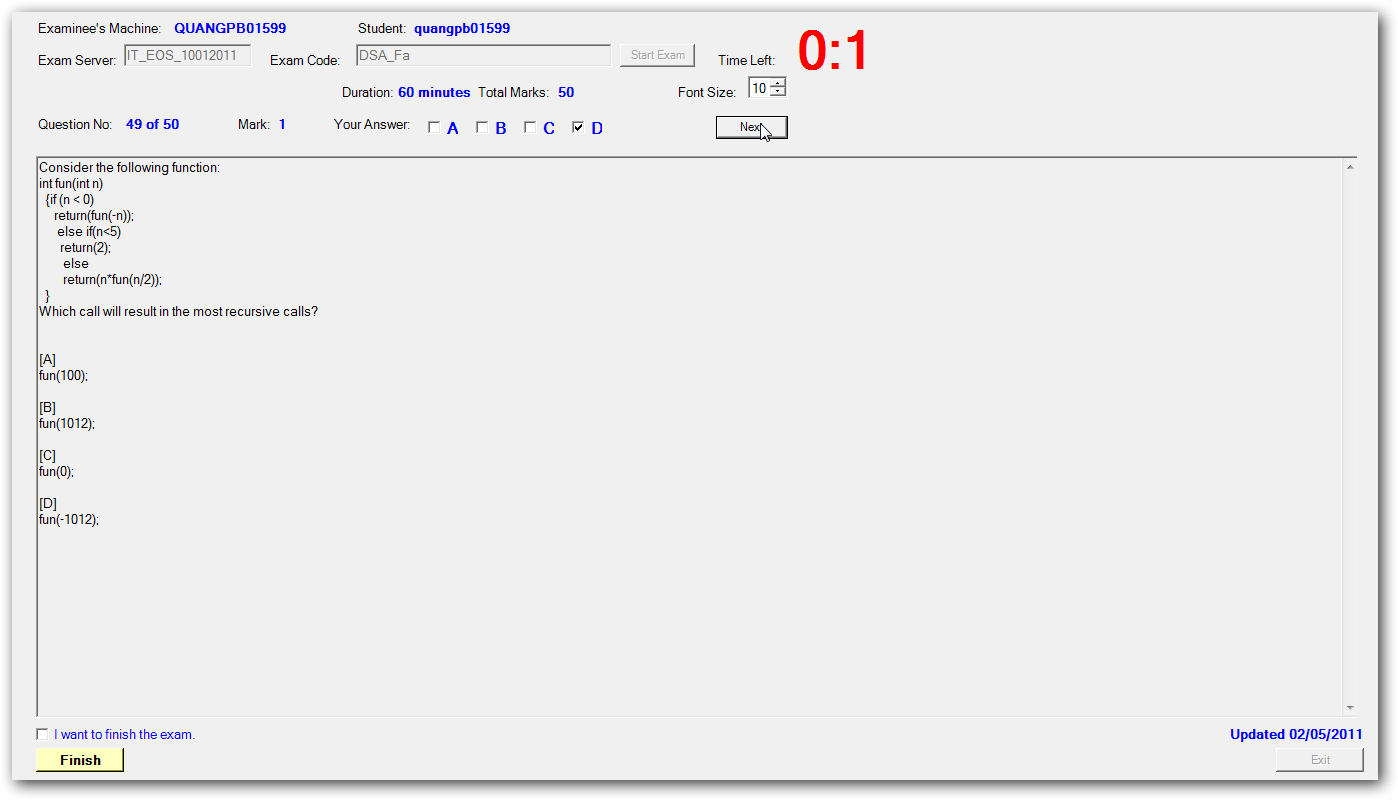 Examinee's Machine: QUANGPB01599 Student: quangpb01599
Exam Server: IT_EOS_10012011 Exam Code: DSA_Fa Start Exam Time Left: 0:1
Duration: 60 minutes Total Marks: 50 Font Size: 10
Question No: 49 of 50 Mark: 1 Your Answer: A B C D Nex
Consider the following function:
int fun(int n)
{if (n < 0)
return(fun(-n));
else if(n<5)
return(2);
else
return(n*fun(n/2));
}
Which call will result in the most recursive calls?
[A]
fun(100);
[B]
fun(1012);
[C]
fun(0);
[D]
fun(-1012);
I want to finish the exam. Updated 02/05/2011
Finish Exit